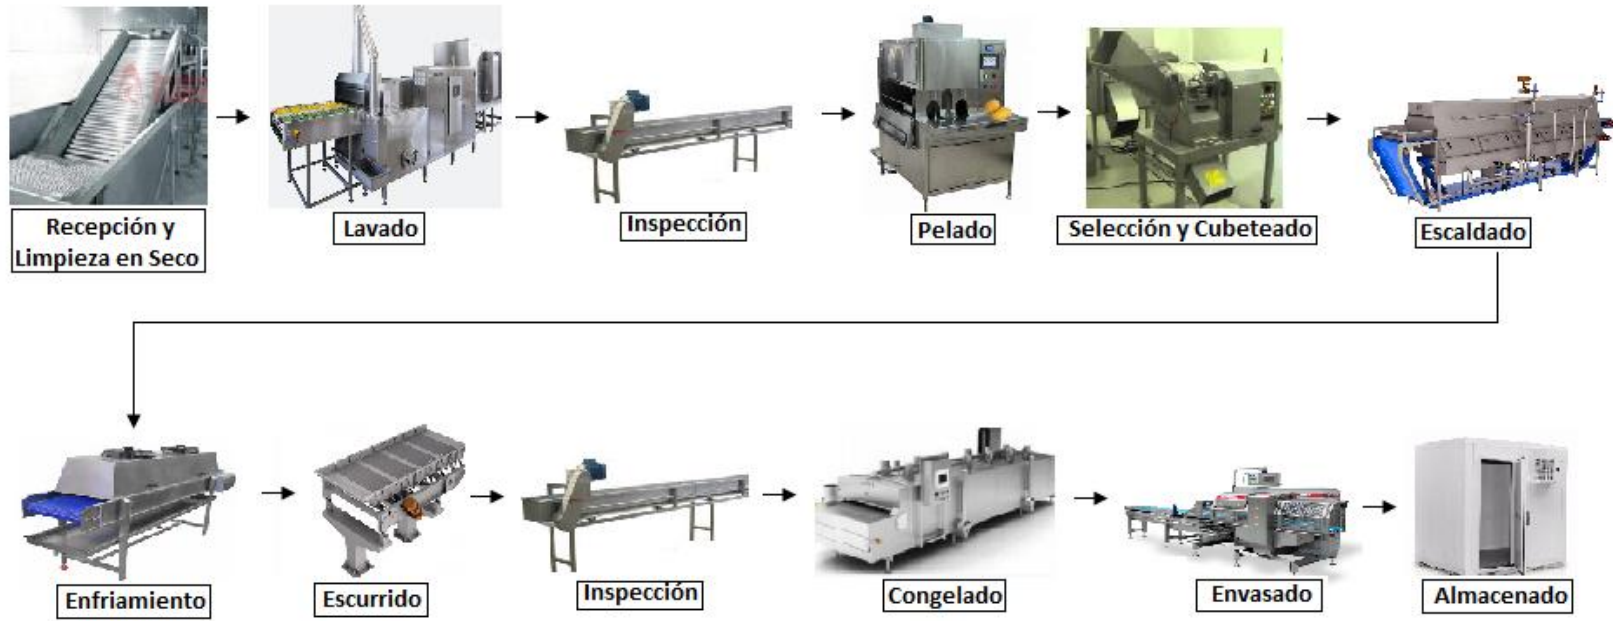 Recepción y
Limpieza en Seco
Lavado
Inspección
Pelado
Selección y Cubeteado
Escaldado
Enfriamiento
Escurrido
Inspección
Congelado
Envasado
Almacenado